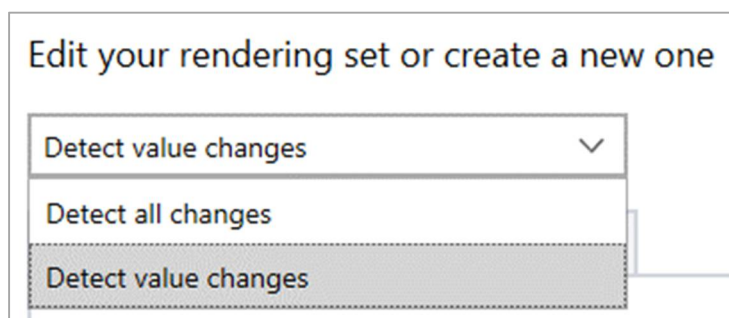 Edit your rendering set or create a new one
Detect value changes
Detect all changes
Detect value changes